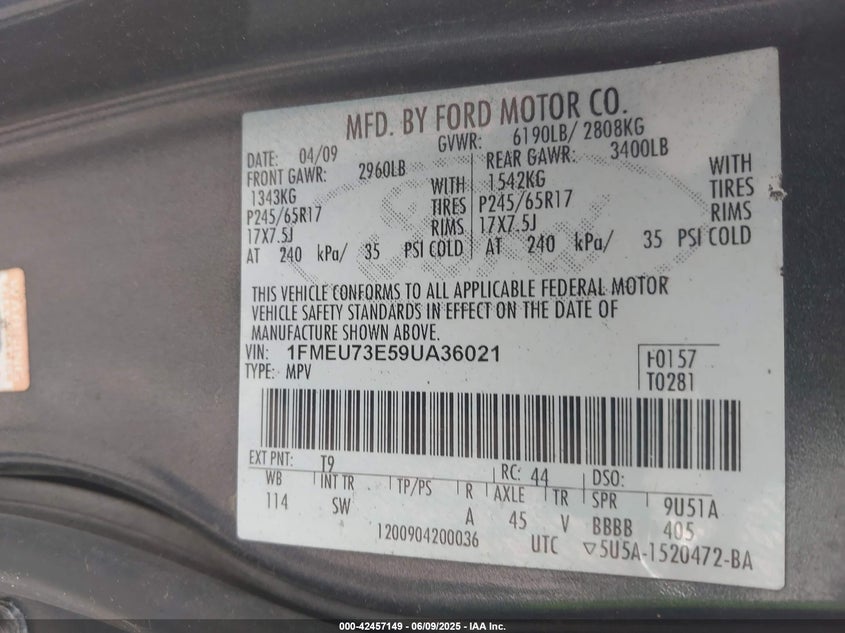 MFD. BY FORD MOTOR CO.
DATE: 04/09 GVWR: 6190LB/ 2808KG
FRONT GAWR: 2960LB REAR GAWR: 3400LB
1343KG WITH 1542KG WITH
P245/65R17 TIRES P245/65R17 TIRES
17X7.5J RIMS 17X7.5J RIMS
AT 240 kPa/ 35 PSI COLD AT 240 kPa/ 35 PSI COLD
THIS VEHICLE CONFORMS TO ALL APPLICABLE FEDERAL MOTOR
VEHICLE SAFETY STANDARDS IN EFFECT ON THE DATE OF
MANUFACTURE SHOWN ABOVE.
VIN: 1FMEU73E59UA36021 F0157
TYPE: MPV T0281
EXT PNT: T9 RC: 44 DSO:
WB INT TR TP/PS R AXLE TR SPR 9U51A
114 SW A 45 V BBBB 405
1200904200036 UTC ▽5U5A-1520472-BA
000-42457149 - 06/09/2025 - IAA Inc.